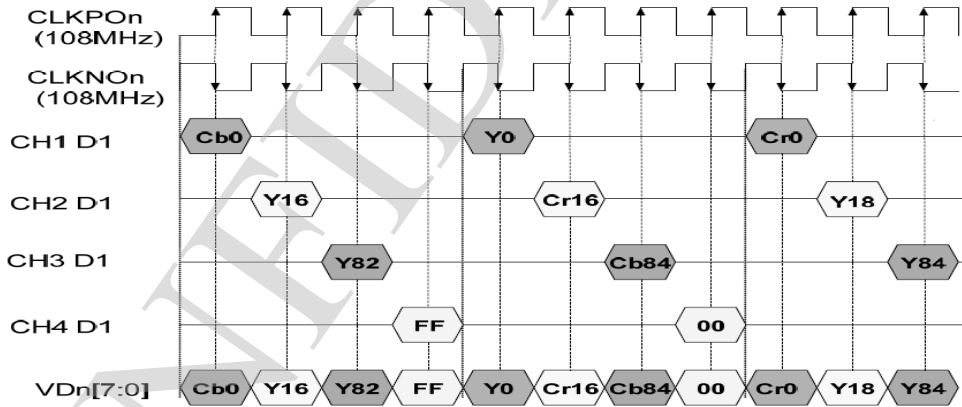 CLKPOn
(108MHz)
CLKNOn
(108MHz)
CH1 D1 Cb0 Y0 Cr0
CH2 D1 Y16 Cr16 Y18
CH3 D1 Y82 Cb84 Y84
CH4 D1 FF 00
VDn[7:0] Cb0 Y16 Y82 FF Y0 Cr16 Cb84 00 Cr0 Y18 Y84